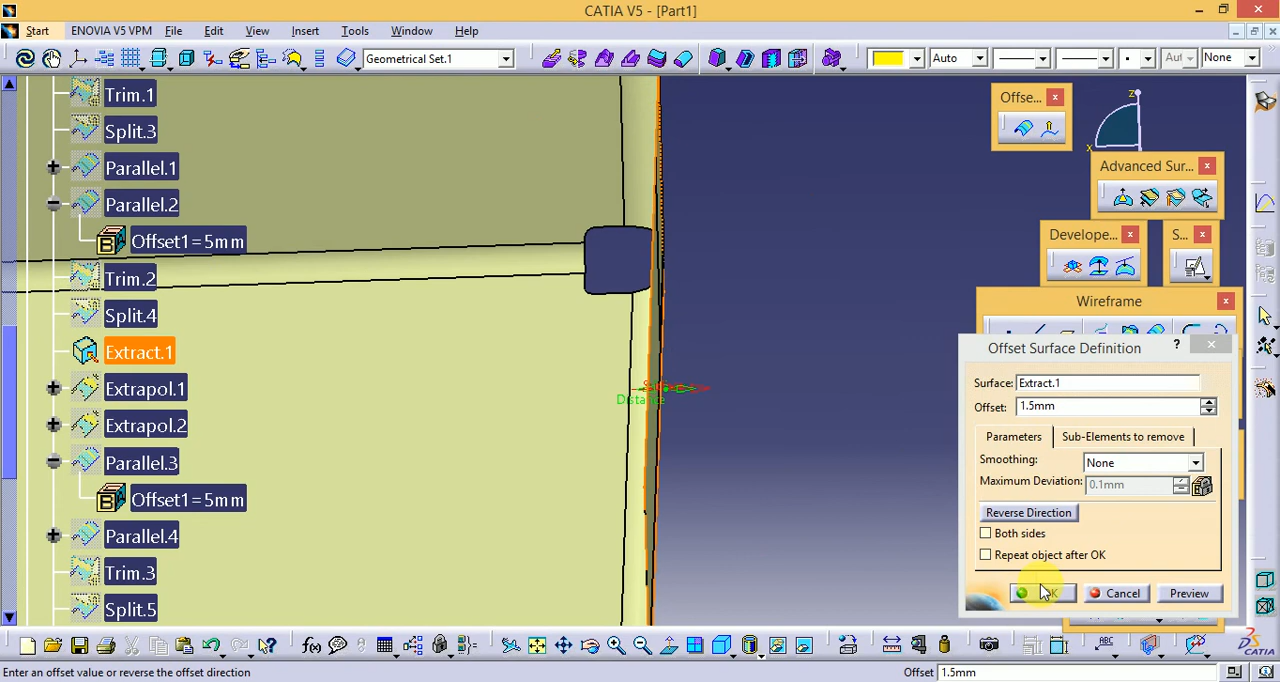 CATIA V5 - [Part1]
Start ENOVIA V5 VPM File Edit View Insert Tools Window Help
Geometrical Set.1 Auto Aut None
Trim.1
Split.3
Parallel.1
Parallel.2
Offset1=5mm
Trim.2
Split.4
Extract.1
Extrapol.1
Extrapol.2
Parallel.3
Offset1=5mm
Parallel.4
Trim.3
Split.5
Distance
Offse...
z
x
Advanced Sur...
Develope... S...
Wireframe
Offset Surface Definition ?
Surface: Extract.1
Offset: 1.5mm
Parameters Sub-Elements to remove
Smoothing: None
Maximum Deviation: 0.1mm
Reverse Direction
Both sides
Repeat object after OK
OK Cancel Preview
f(x) ABC
CATIA
Enter an offset value or reverse the offset direction Offset 1.5mm